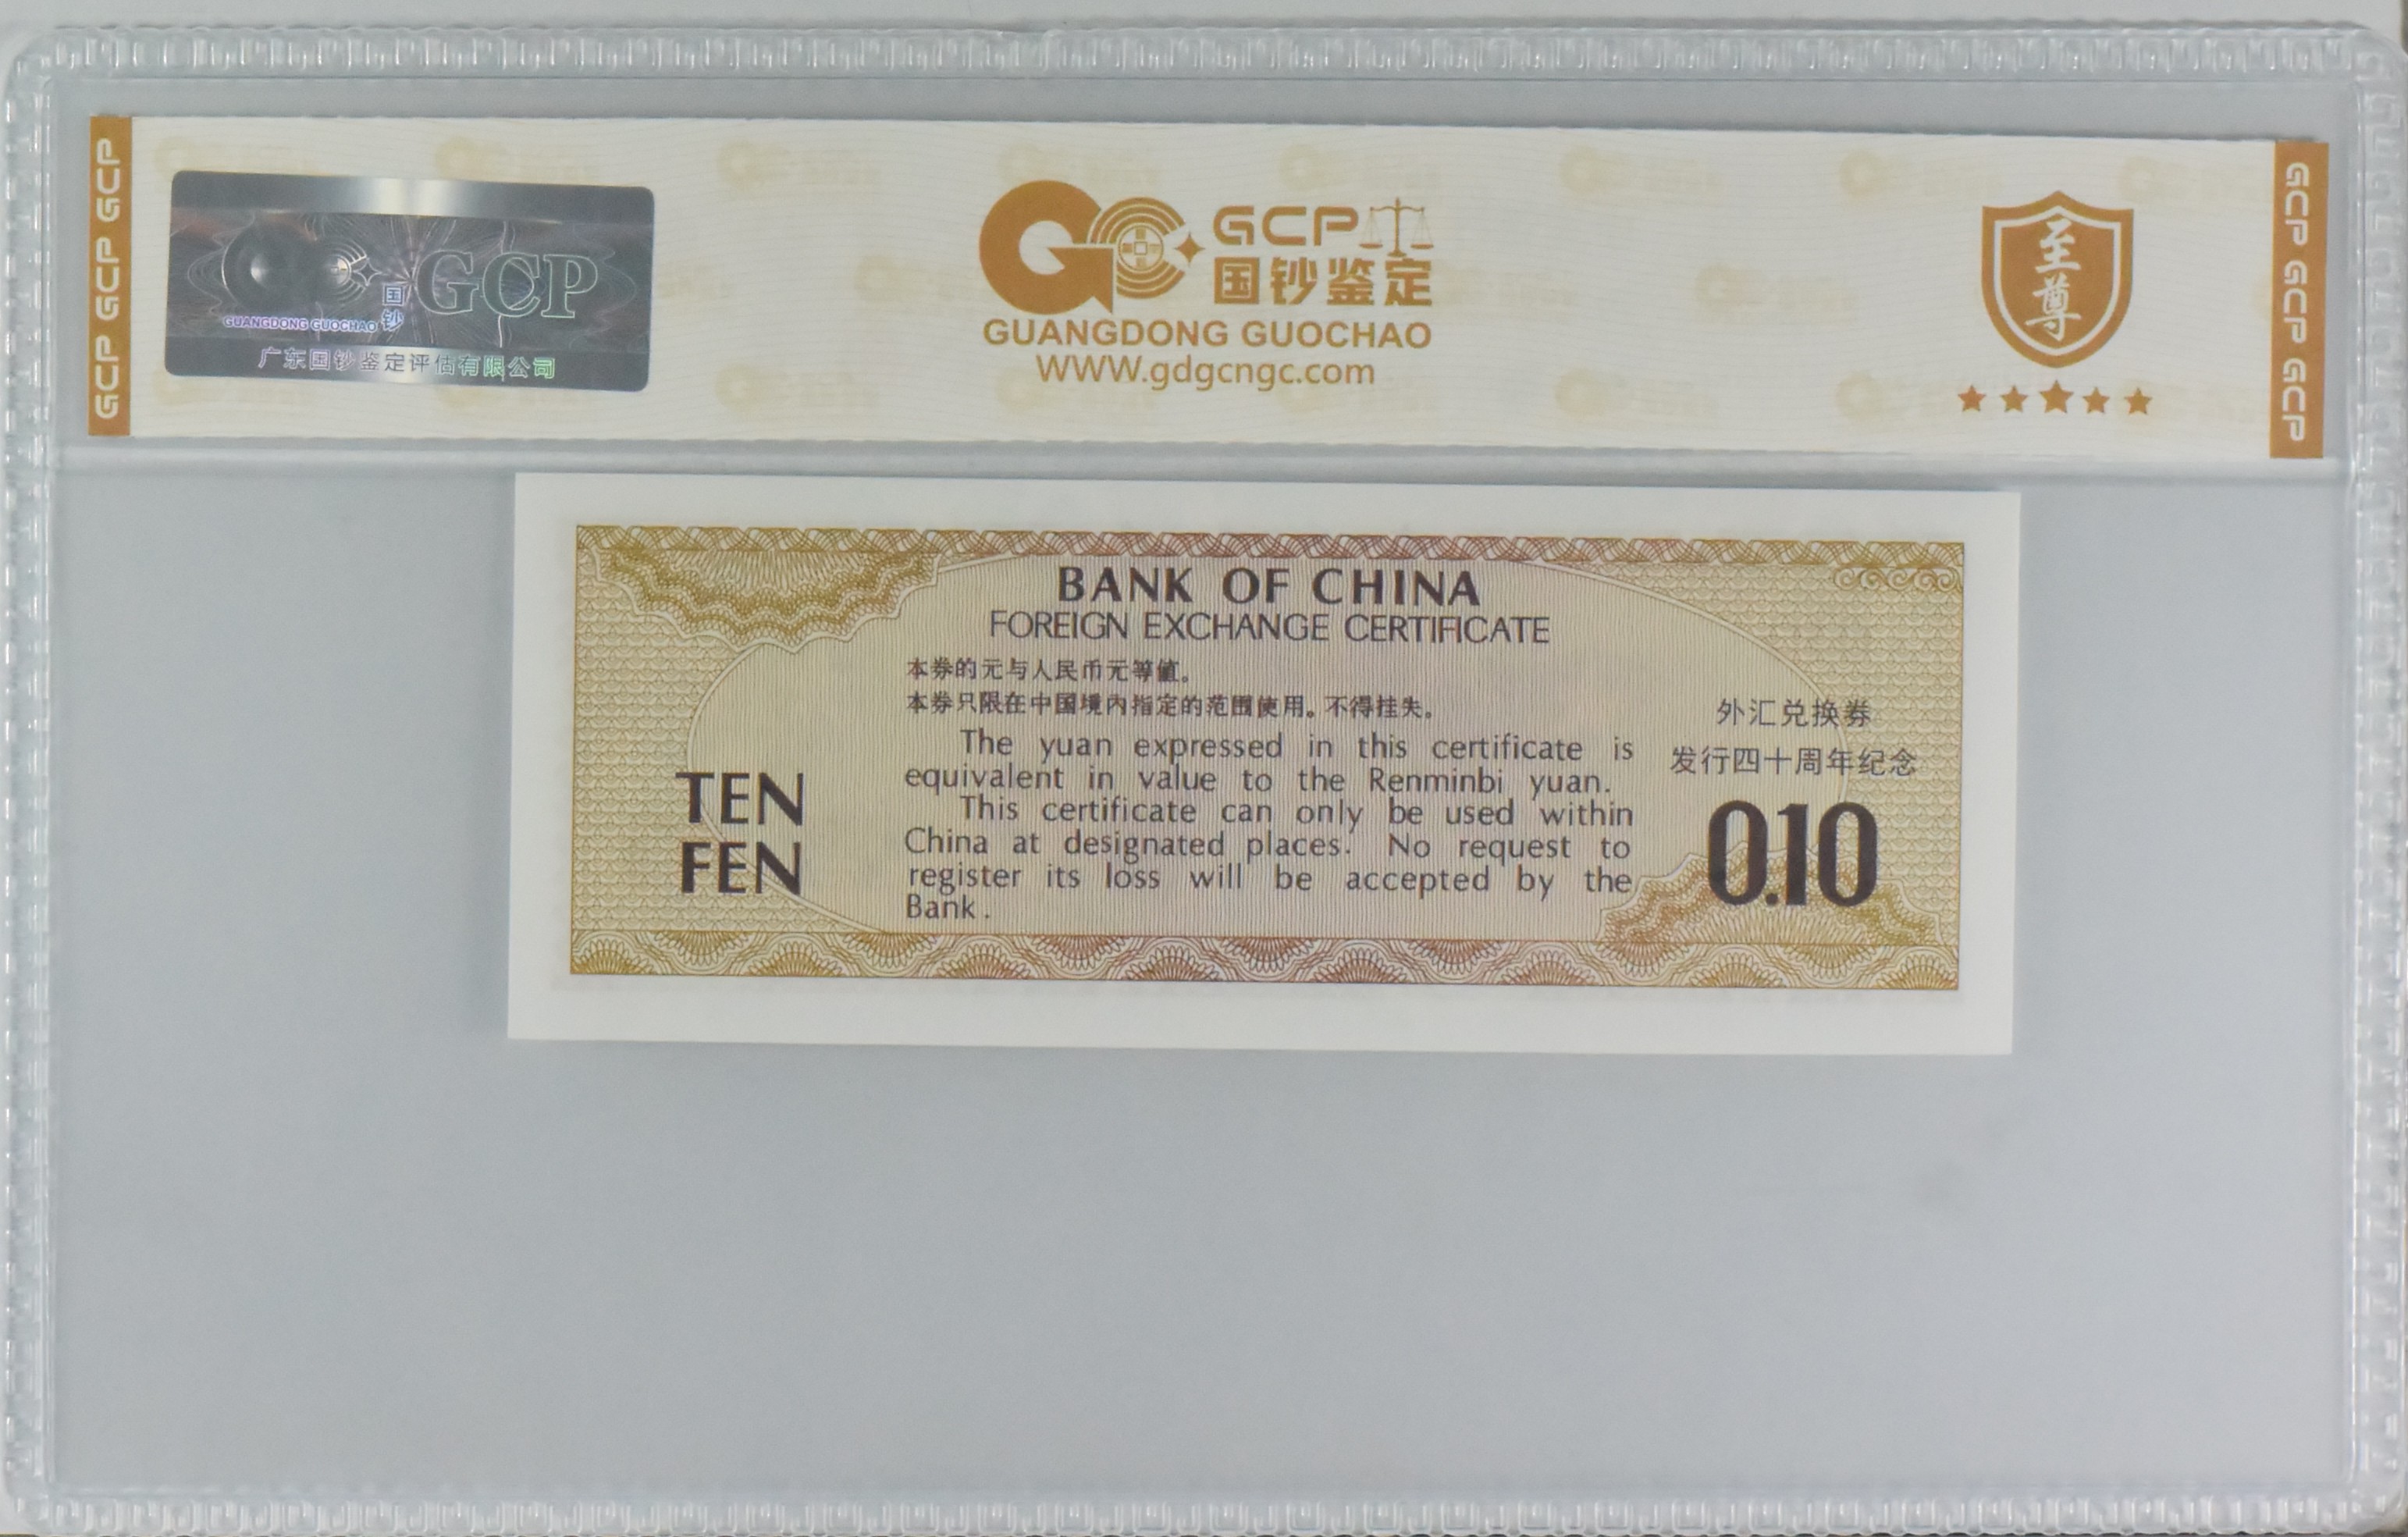 GCP GCP GCP
GCP
国钞
GUANGDONG GUOCHAO
广东国钞鉴定评估有限公司
GCP
国钞鉴定
GUANGDONG GUOCHAO
WWW.gdgcngc.com
至尊
GCP GCP GCP
BANK OF CHINA
FOREIGN EXCHANGE CERTIFICATE
本券的元与人民币元等值。
本券只限在中国境内指定的范围使用。不得挂失。
The yuan expressed in this certificate is
equivalent in value to the Renminbi yuan.
This certificate can only be used within
China at designated places. No request to
register its loss will be accepted by the
Bank.
TEN
FEN
外汇兑换券
发行四十周年纪念
0.10